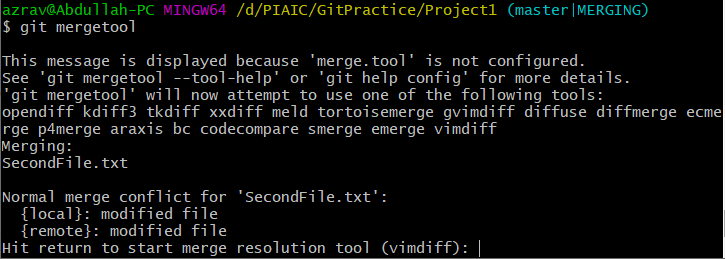 azrav@Abdullah-PC MINGW64 /d/PIAIC/GitPractice/Project1 (master|MERGING)
$ git mergetool

This message is displayed because 'merge.tool' is not configured.
See 'git mergetool --tool-help' or 'git help config' for more details.
'git mergetool' will now attempt to use one of the following tools:
opendiff kdiff3 tkdiff xxdiff meld tortoisemerge gvimdiff diffuse diffmerge ecme
rge p4merge araxis bc codecompare smerge emerge vimdiff
Merging:
SecondFile.txt

Normal merge conflict for 'SecondFile.txt':
  {local}: modified file
  {remote}: modified file
Hit return to start merge resolution tool (vimdiff):